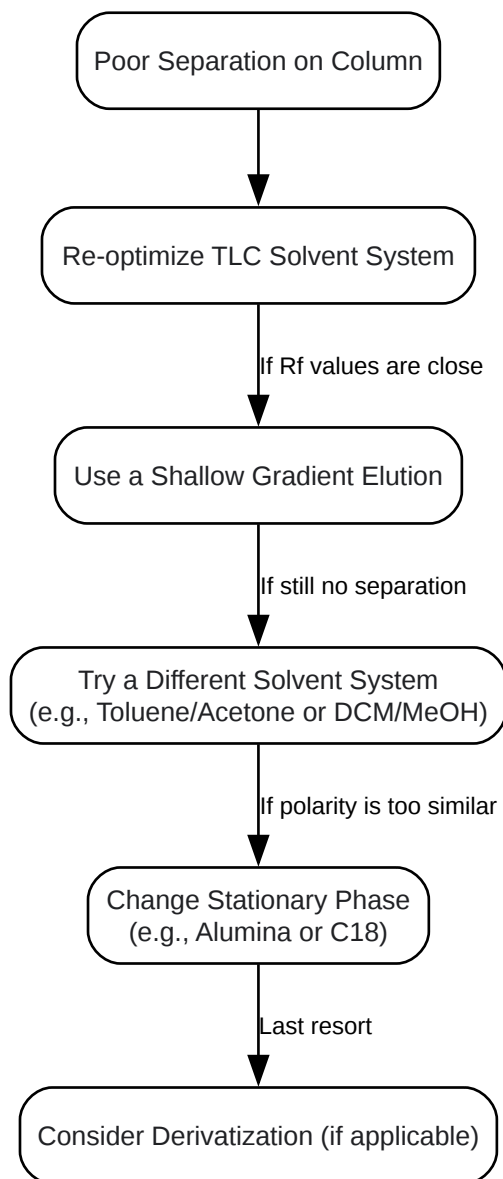 Poor Separation on Column
Re-optimize TLC Solvent System
If Rf values are close
Use a Shallow Gradient Elution
If still no separation
Try a Different Solvent System
(e.g., Toluene/Acetone or DCM/MeOH)
If polarity is too similar
Change Stationary Phase
(e.g., Alumina or C18)
Last resort
Consider Derivatization (if applicable)